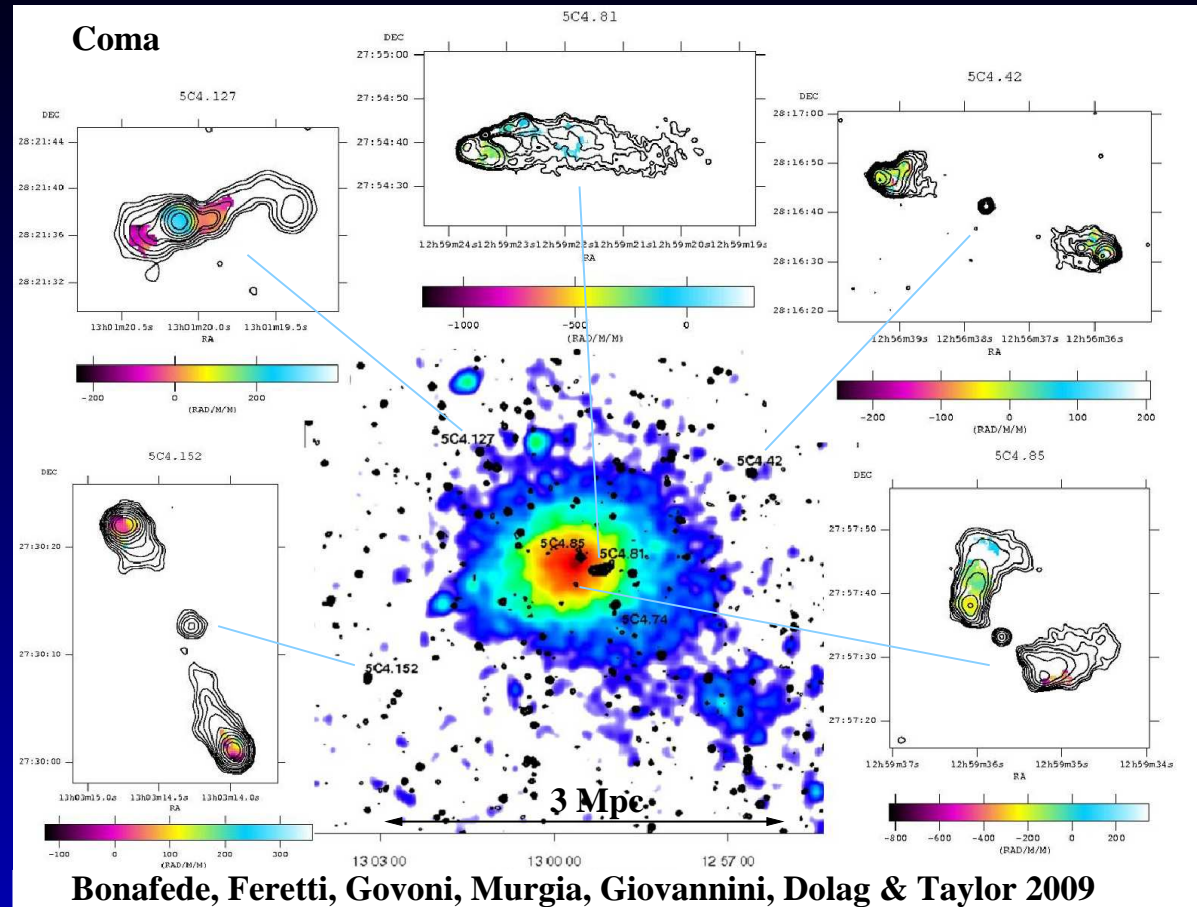 Coma
5C4.81
DEC
27:55:00
27:54:50
27:54:40
27:54:30
12h59m24s12h59m23s12h59m22s12h59m21s12h59m20s12h59m19s
RA
-1000 -500 0
(RAD/M/M)
5C4.127
DEC
28:21:44
28:21:40
28:21:36
28:21:32
13h01m20.5s 13h01m20.0s 13h01m19.5s
RA
-200 0 200
(RAD/M/M)
5C4.42
DEC
28:17:00
28:16:50
28:16:40
28:16:30
28:16:20
12h56m39s 12h56m38s 12h56m37s 12h56m36s
RA
-200 -100 0 100 200
(RAD/M/M)
5C4.152
DEC
27:30:20
27:30:10
27:30:00
13h03m15.0s 13h03m14.5s 13h03m14.0s
RA
-100 0 100 200 300
(RAD/M/M)
5C4.127
5C4.42
5C4.85
5C4.81
5C4.74
5C4.152
3 Mpc
13:03:00 13:00:00 12:57:00
5C4.85
DEC
27:57:50
27:57:40
27:57:30
27:57:20
12h59m37s 12h59m36s 12h59m35s 12h59m34s
RA
-800 -600 -400 -200 0 200
(RAD/M/M)
Bonafede, Feretti, Govoni, Murgia, Giovannini, Dolag & Taylor 2009